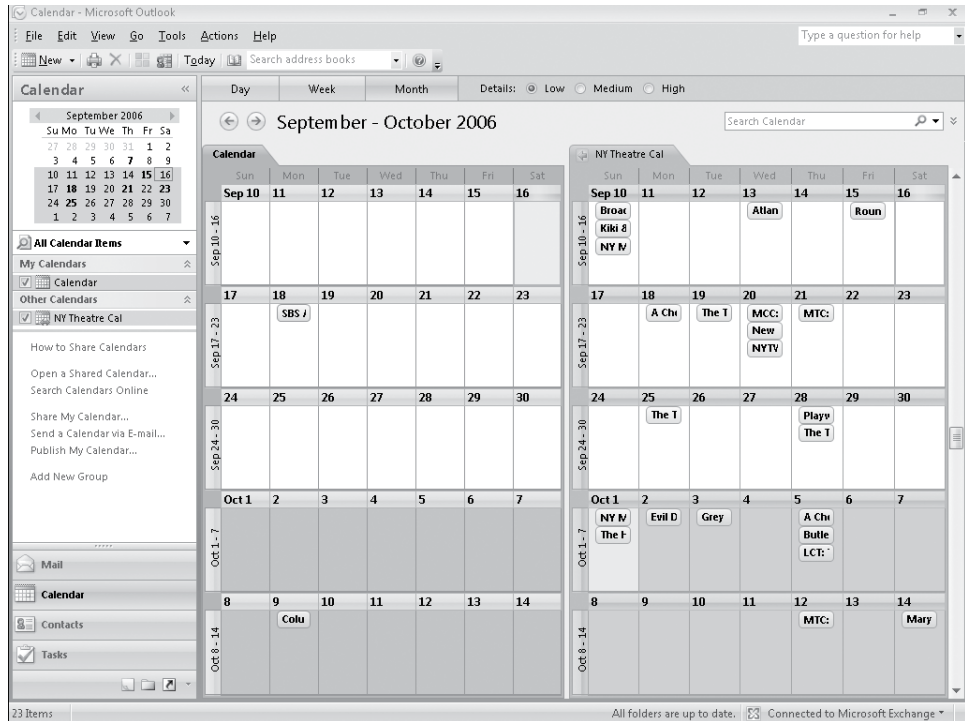 Calendar - Microsoft Outlook
File Edit View Go Tools Actions Help
Type a question for help
New Today Search address books
Calendar
Day Week Month Details: Low Medium High
September 2006
Su Mo Tu We Th Fr Sa
27 28 29 30 31 1 2
3 4 5 6 7 8 9
10 11 12 13 14 15 16
17 18 19 20 21 22 23
24 25 26 27 28 29 30
1 2 3 4 5 6 7
All Calendar Items
My Calendars
Calendar
Other Calendars
NY Theatre Cal
How to Share Calendars
Open a Shared Calendar...
Search Calendars Online
Share My Calendar...
Send a Calendar via E-mail...
Publish My Calendar...
Add New Group
Mail
Calendar
Contacts
Tasks
September - October 2006
Search Calendar
Calendar
Sun Mon Tue Wed Thu Fri Sat
Sep 10 - 16
Sep 10 11 12 13 14 15 16
Sep 17 - 23
17 18 19 20 21 22 23
SBS
Sep 24 - 30
24 25 26 27 28 29 30
Oct 1 - 7
Oct 1 2 3 4 5 6 7
Oct 8 - 14
8 9 10 11 12 13 14
Colu
NY Theatre Cal
Sun Mon Tue Wed Thu Fri Sat
Sep 10 - 16
Sep 10 11 12 13 14 15 16
Broad Atlan Roun
Kiki &
NY
Sep 17 - 23
17 18 19 20 21 22 23
A Cho The T MCC: MTC:
New
NYTW
Sep 24 - 30
24 25 26 27 28 29 30
The T Playw
The T
Oct 1 - 7
Oct 1 2 3 4 5 6 7
NY Evil D Grey A Cho
The H Butle
LCT:
Oct 8 - 14
8 9 10 11 12 13 14
MTC: Mary
23 Items
All folders are up to date. Connected to Microsoft Exchange